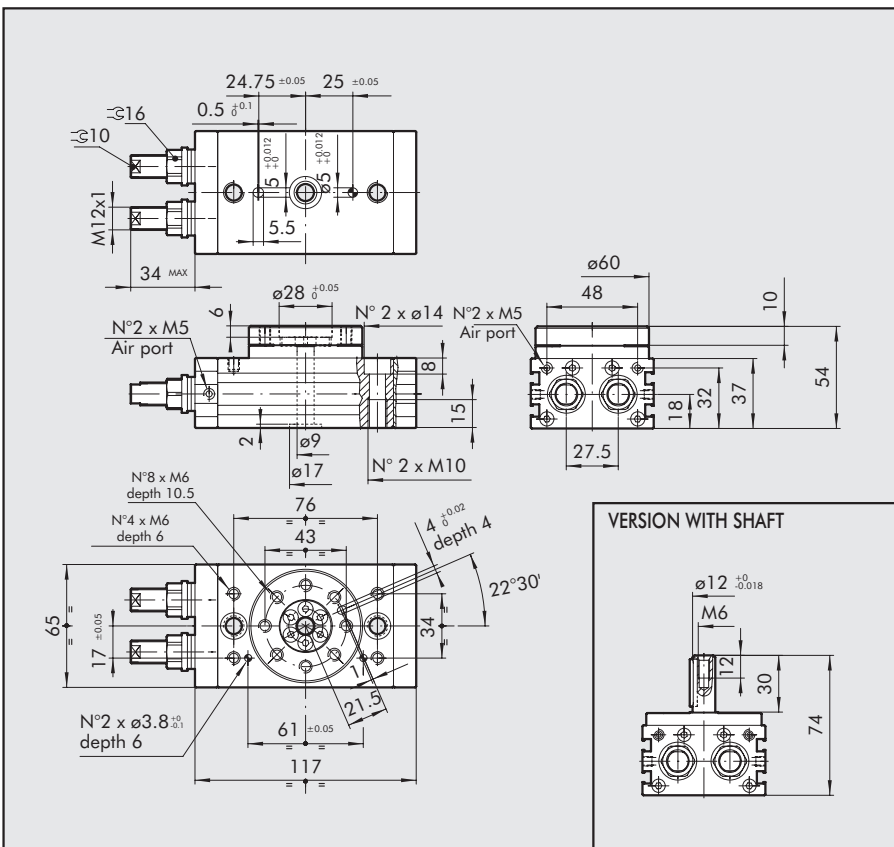 24.75 ±0.05
25 ±0.05
0.5 +0.1 0
16
10
5 +0.012 +0
ø5 +0.012 +0
M12x1
5.5
34 MAX
ø28 +0.05 0
6
N° 2 x ø14
N°2 x M5
Air port
8
15
2
ø9
ø17
N° 2 x M10
ø60
48
10
N°2 x M5
Air port
54
37
32
18
27.5
N°8 x M6
depth 10.5
76
N°4 x M6
depth 6
43
4 +0.02 0
depth 4
22°30'
65
17 ±0.05
34
17
21.5
N°2 x ø3.8 +0 -0.1
depth 6
61 ±0.05
117
VERSION WITH SHAFT
ø12 +0 -0.018
M6
12
30
74